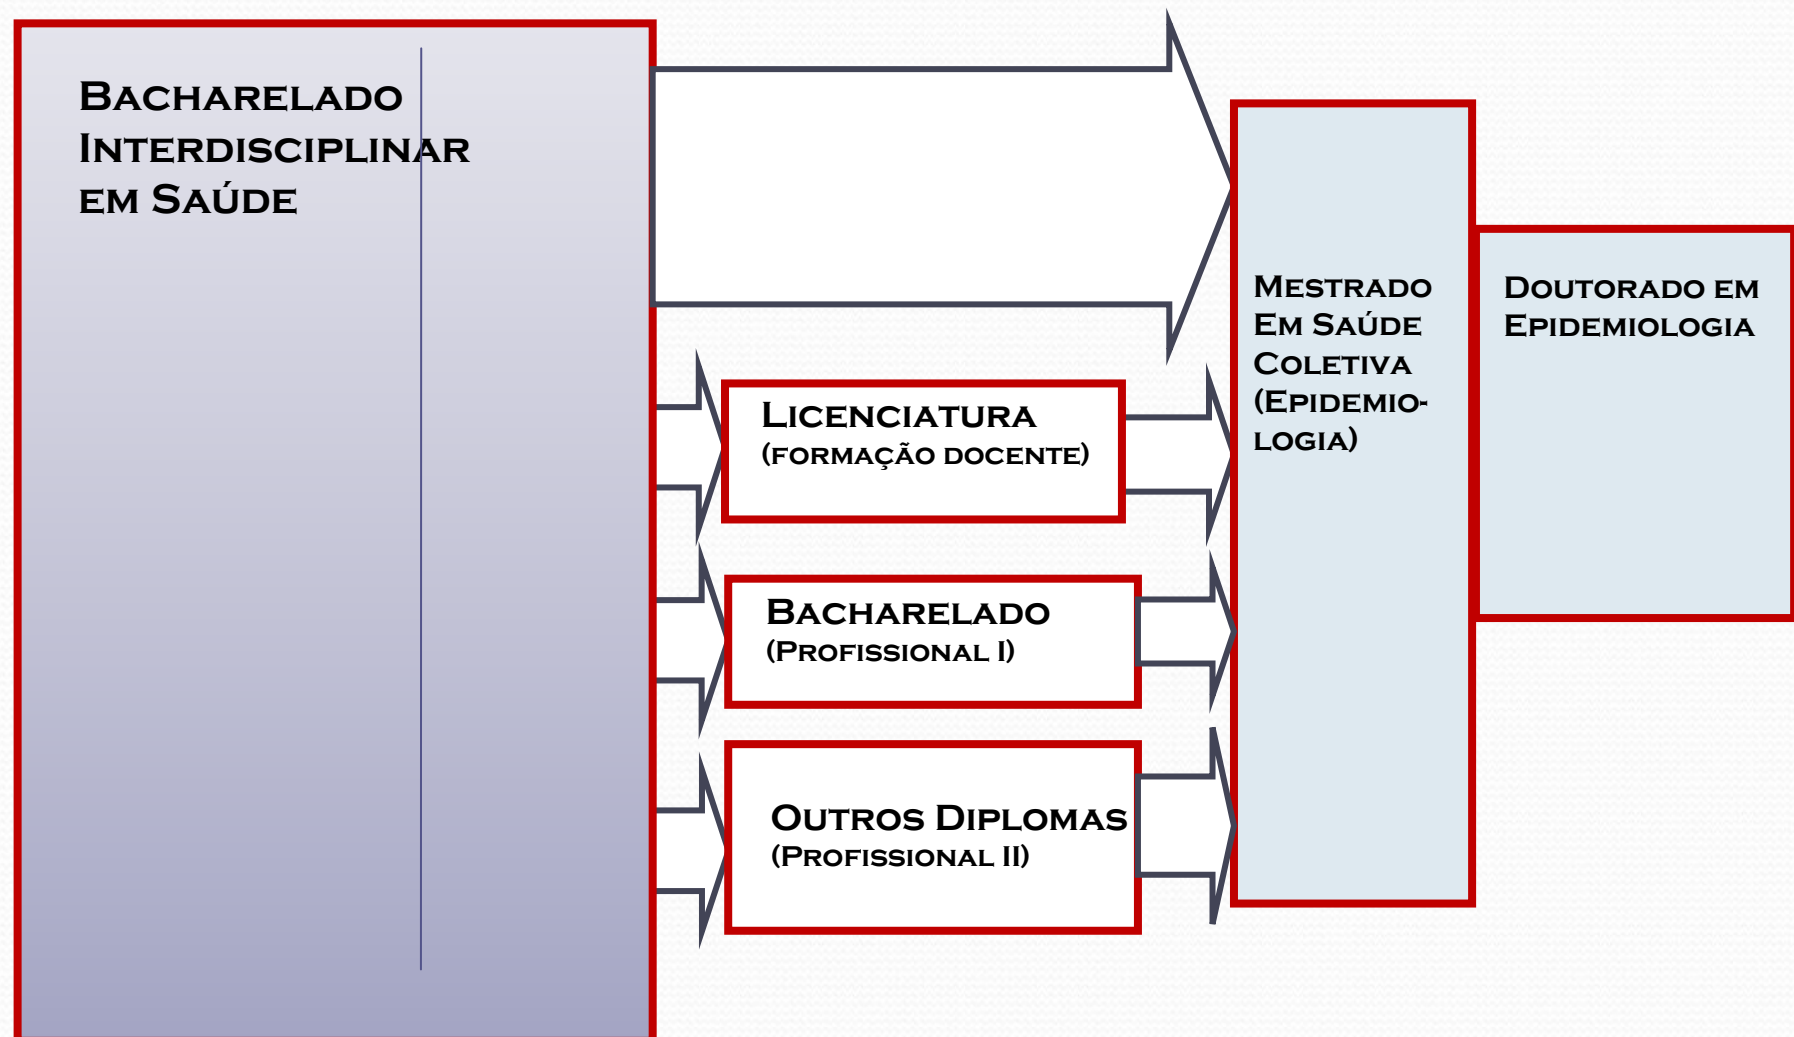 Bacharelado
Interdisciplinar
em Saúde
Mestrado
Em Saúde
Coletiva
(Epidemio-
logia)
Doutorado em
Epidemiologia
Licenciatura
(formação docente)
Bacharelado
(Profissional I)
Outros Diplomas
(Profissional II)